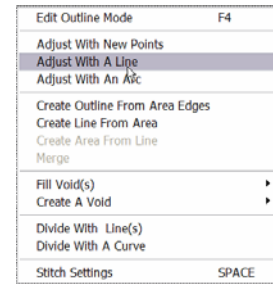 Edit Outline Mode F4
Adjust With New Points
Adjust With A Line
Adjust With An Arc
Create Outline From Area Edges
Create Line From Area
Create Area From Line
Merge
Fill Void(s)
Create A Void
Divide With Line(s)
Divide With A Curve
Stitch Settings SPACE